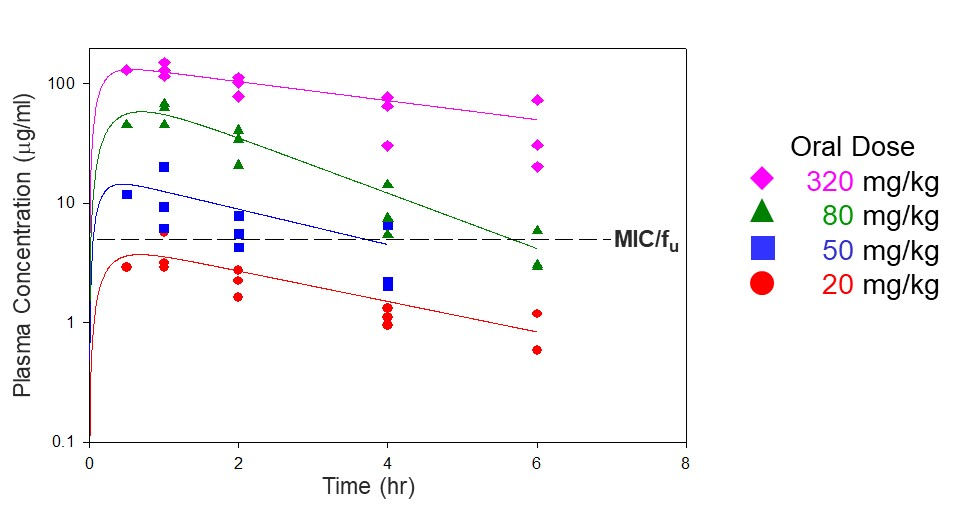 100
10
1
0.1
0
2
4
6
8
Plasma Concentration (μg/ml)
Time (hr)
MIC/fu
Oral Dose
320 mg/kg
80 mg/kg
50 mg/kg
20 mg/kg